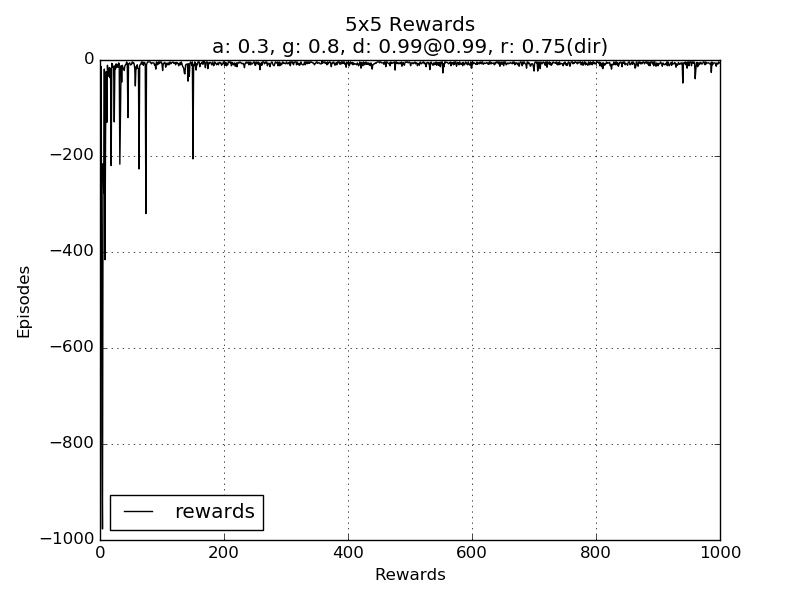 5x5 Rewards
a: 0.3, g: 0.8, d: 0.99@0.99, r: 0.75(dir)
0
−200
−400
−600
−800
−1000
Episodes
rewards
0 200 400 600 800 1000
Rewards